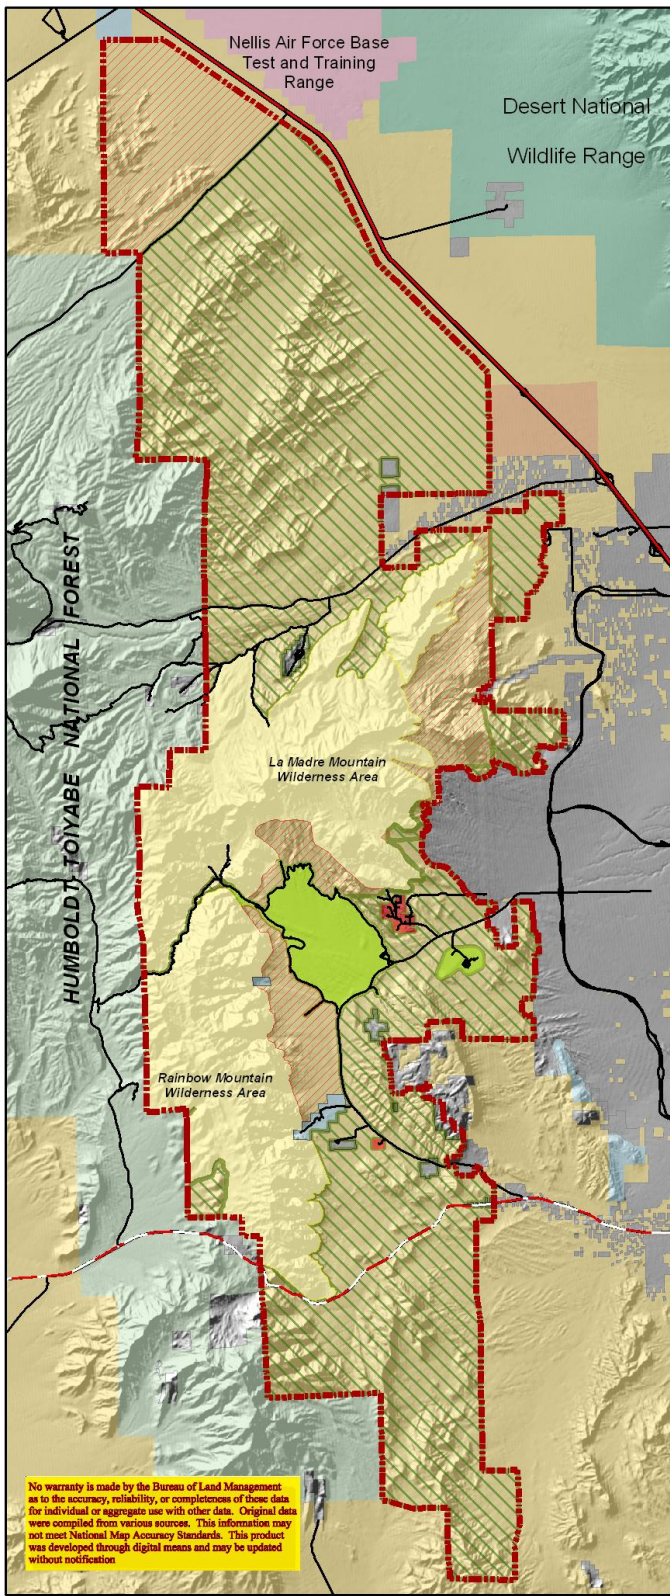 Nellis Air Force Base
Test and Training
Range
Desert National
Wildlife Range
HUMBOLDT-TOIYABE NATIONAL FOREST
La Madre Mountain
Wilderness Area
Rainbow Mountain
Wilderness Area
No warranty is made by the Bureau of Land Management
as to the accuracy, reliability, or completeness of these data
for individual or aggregate use with other data. Original data
were compiled from various sources. This information may
not meet National Map Accuracy Standards. This product
was developed through digital means and may be updated
without notification